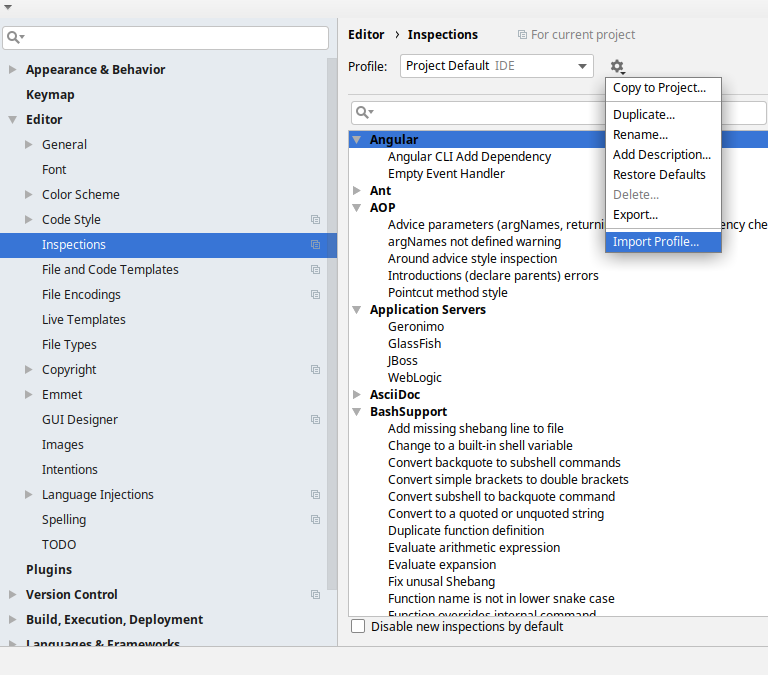 Editor › Inspections For current project
Profile: Project Default IDE
Appearance & Behavior
Keymap
Editor
General
Font
Color Scheme
Code Style
Inspections
File and Code Templates
File Encodings
Live Templates
File Types
Copyright
Emmet
GUI Designer
Images
Intentions
Language Injections
Spelling
TODO
Plugins
Version Control
Build, Execution, Deployment
Languages & Frameworks
Copy to Project...
Duplicate...
Rename...
Add Description...
Restore Defaults
Delete...
Export...
Import Profile...
Angular
Angular CLI Add Dependency
Empty Event Handler
Ant
AOP
Advice parameters (argNames,
argNames not defined warning
Around advice style inspection
Introductions (declare parents) errors
Pointcut method style
Application Servers
Geronimo
GlassFish
JBoss
WebLogic
AsciiDoc
BashSupport
Add missing shebang line to file
Change to a built-in shell variable
Convert backquote to subshell commands
Convert simple brackets to double brackets
Convert subshell to backquote command
Convert to a quoted or unquoted string
Duplicate function definition
Evaluate arithmetic expression
Evaluate expansion
Fix unusal Shebang
Function name is not in lower snake case
Function overrides internal command
Disable new inspections by default